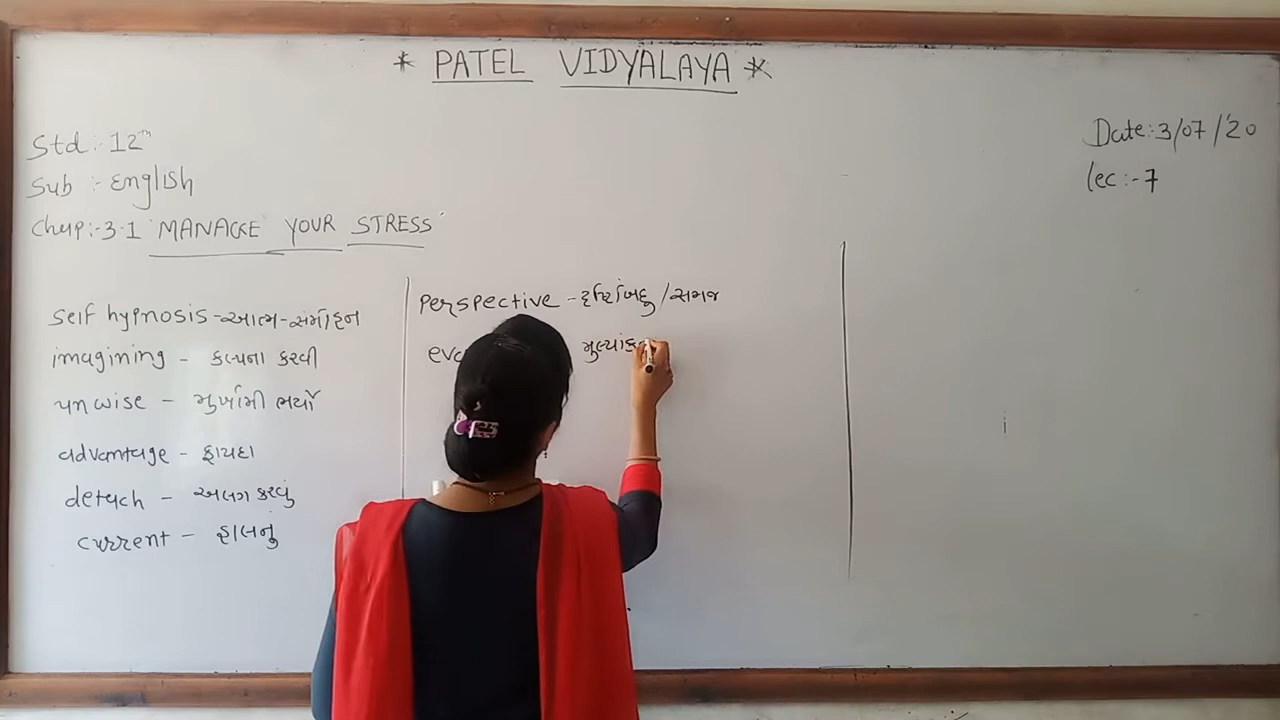 * PATEL VIDYALAYA *
Std :- 12th
Sub :- English
Chap:-3.1 'MANAGE YOUR STRESS'
Date:-3/07/'20
lec:-7
self hypnosis - આત્મ-સંમોહન
imagining - કલ્પના કરવી
unwise - મુર્ખામી ભર્યો
advantage - ફાયદા
detach - અલગ કરવું
current - હાલનું
perspective - દ્રષ્ટિબિંદુ / સમજ
મુલ્યાંક